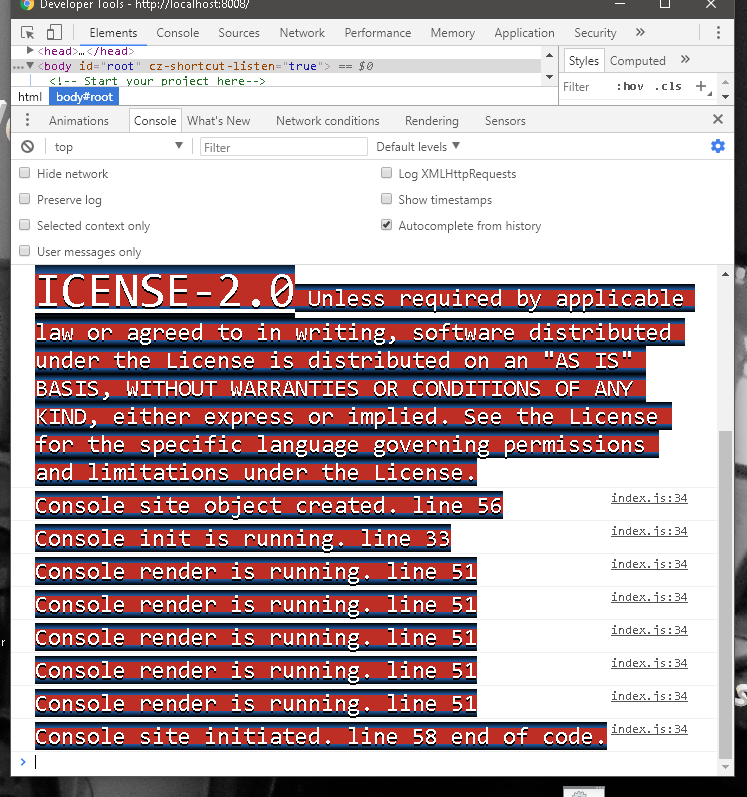 Developer Tools - http://localhost:8008/
Elements Console Sources Network Performance Memory Application Security »
<head>…</head>
…<body id="root" cz-shortcut-listen="true"> == $0
<!-- Start your project here-->
html body#root
Styles Computed »
Filter :hov .cls +
Animations Console What's New Network conditions Rendering Sensors
top Filter Default levels
Hide network Log XMLHttpRequests
Preserve log Show timestamps
Selected context only Autocomplete from history
User messages only
ICENSE-2.0 Unless required by applicable
law or agreed to in writing, software distributed
under the License is distributed on an "AS IS"
BASIS, WITHOUT WARRANTIES OR CONDITIONS OF ANY
KIND, either express or implied. See the License
for the specific language governing permissions
and limitations under the License.
Console site object created. line 56 index.js:34
Console init is running. line 33 index.js:34
Console render is running. line 51 index.js:34
Console render is running. line 51 index.js:34
Console render is running. line 51 index.js:34
Console render is running. line 51 index.js:34
Console render is running. line 51 index.js:34
Console site initiated. line 58 end of code. index.js:34
>